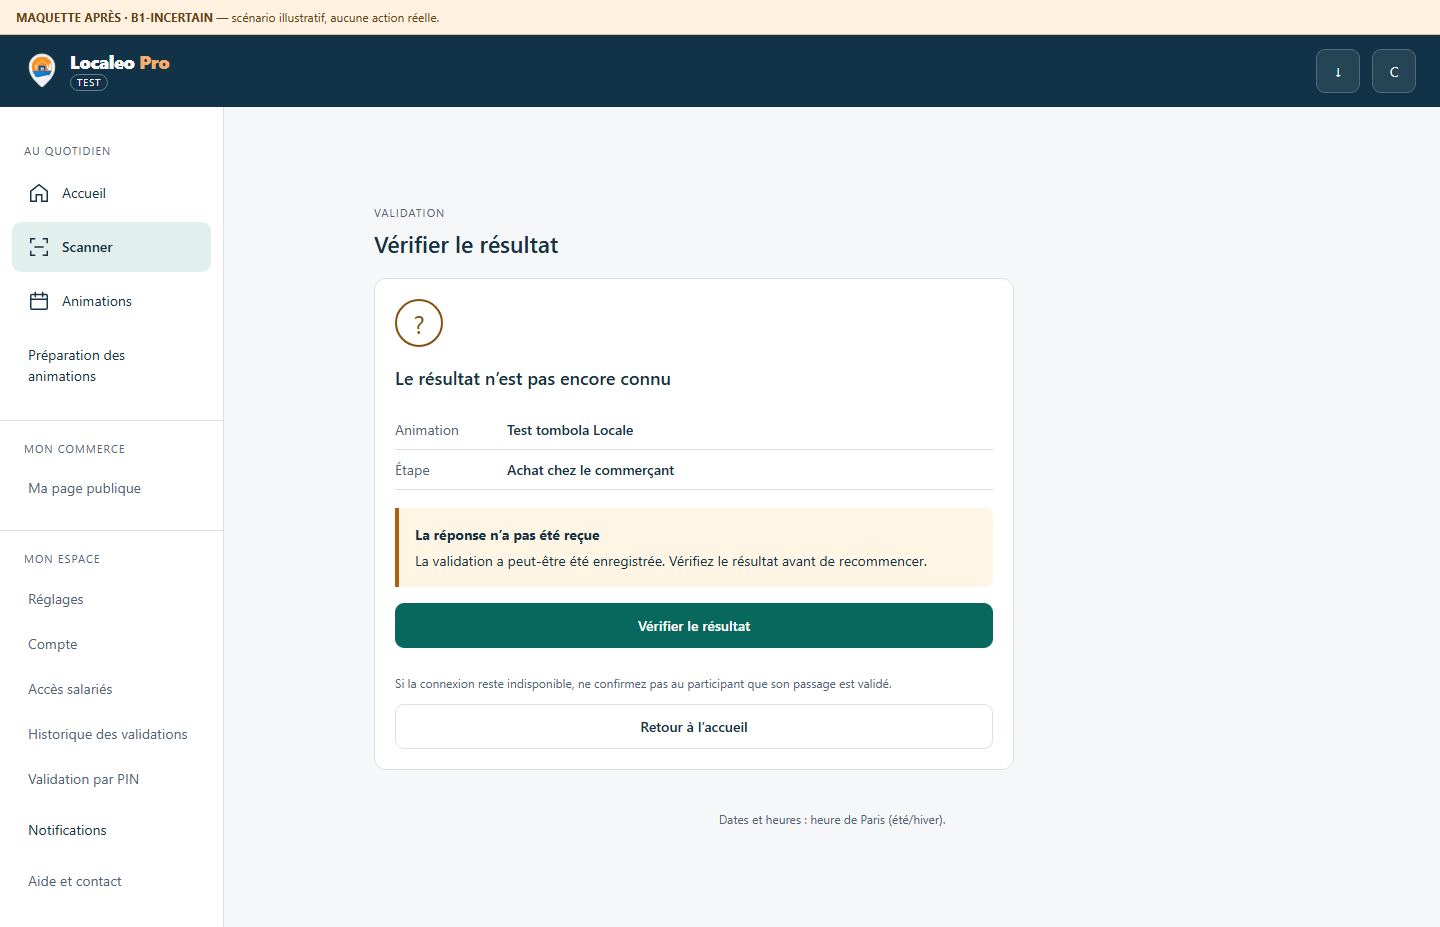 MAQUETTE APRÈS · B1-INCERTAIN — scénario illustratif, aucune action réelle.
Localeo Pro
TEST
↓
C
AU QUOTIDIEN
Accueil
Scanner
Animations
Préparation des
animations
MON COMMERCE
Ma page publique
MON ESPACE
Réglages
Compte
Accès salariés
Historique des validations
Validation par PIN
Notifications
Aide et contact
VALIDATION
Vérifier le résultat
?
Le résultat n’est pas encore connu
Animation Test tombola Locale
Étape Achat chez le commerçant
La réponse n’a pas été reçue
La validation a peut-être été enregistrée. Vérifiez le résultat avant de recommencer.
Vérifier le résultat
Si la connexion reste indisponible, ne confirmez pas au participant que son passage est validé.
Retour à l’accueil
Dates et heures : heure de Paris (été/hiver).